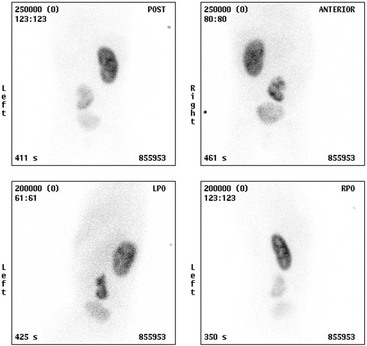 250000 (0) POST
123:123
Left
411 s 855953
250000 (0) ANTERIOR
80:80
Right
461 s 855953
200000 (0) LPO
61:61
Left
425 s 855953
200000 (0) RPO
123:123
Left
350 s 855953